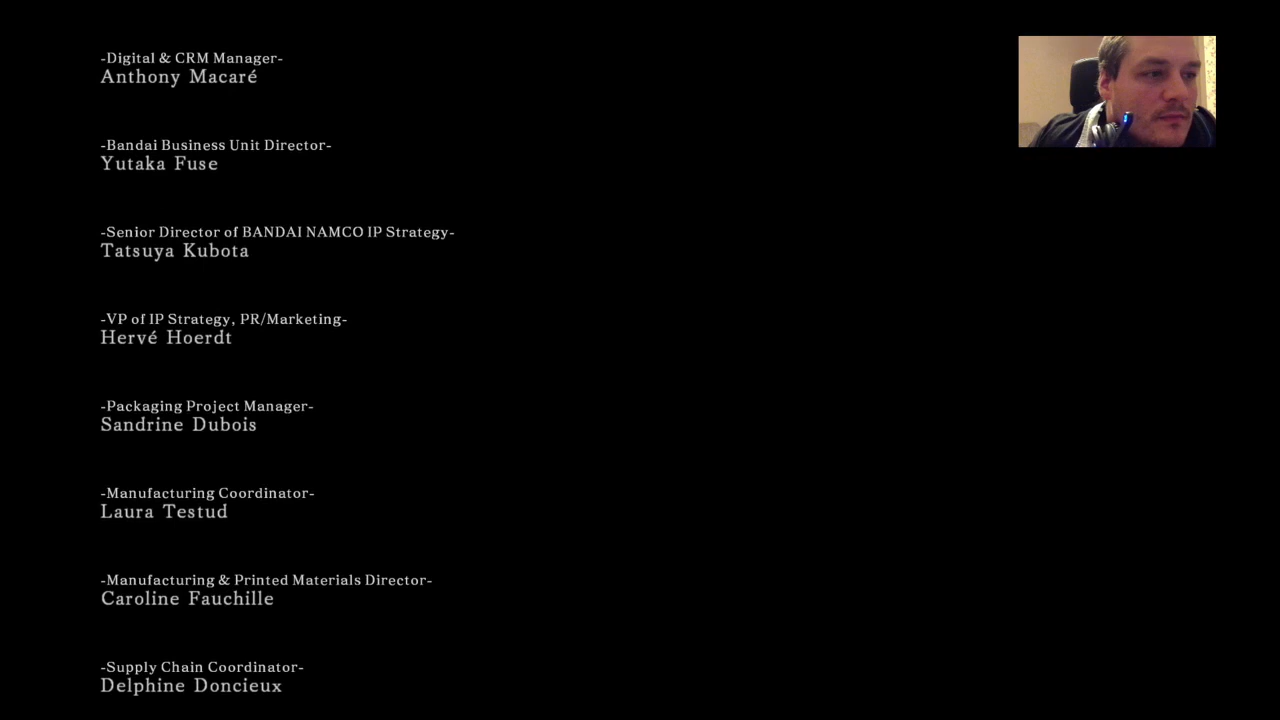 -Digital & CRM Manager-
Anthony Macaré
-Bandai Business Unit Director-
Yutaka Fuse
-Senior Director of BANDAI NAMCO IP Strategy-
Tatsuya Kubota
-VP of IP Strategy, PR/Marketing-
Hervé Hoerdt
-Packaging Project Manager-
Sandrine Dubois
-Manufacturing Coordinator-
Laura Testud
-Manufacturing & Printed Materials Director-
Caroline Fauchille
-Supply Chain Coordinator-
Delphine Doncieux